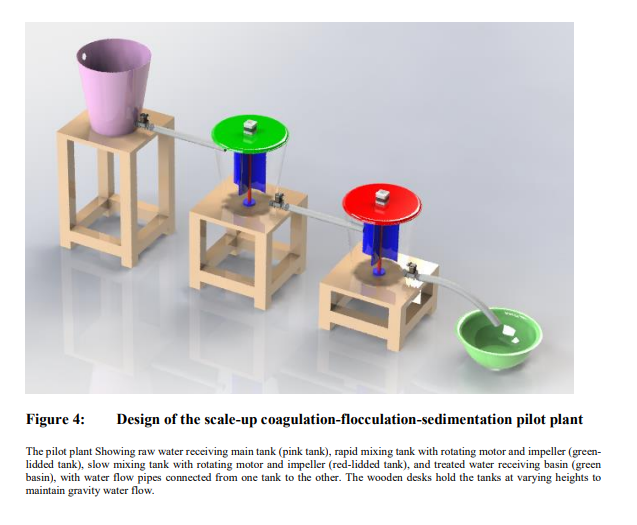 Figure 4: Design of the scale-up coagulation-flocculation-sedimentation pilot plant
The pilot plant Showing raw water receiving main tank (pink tank), rapid mixing tank with rotating motor and impeller (green-
lidded tank), slow mixing tank with rotating motor and impeller (red-lidded tank), and treated water receiving basin (green
basin), with water flow pipes connected from one tank to the other. The wooden desks hold the tanks at varying heights to
maintain gravity water flow.